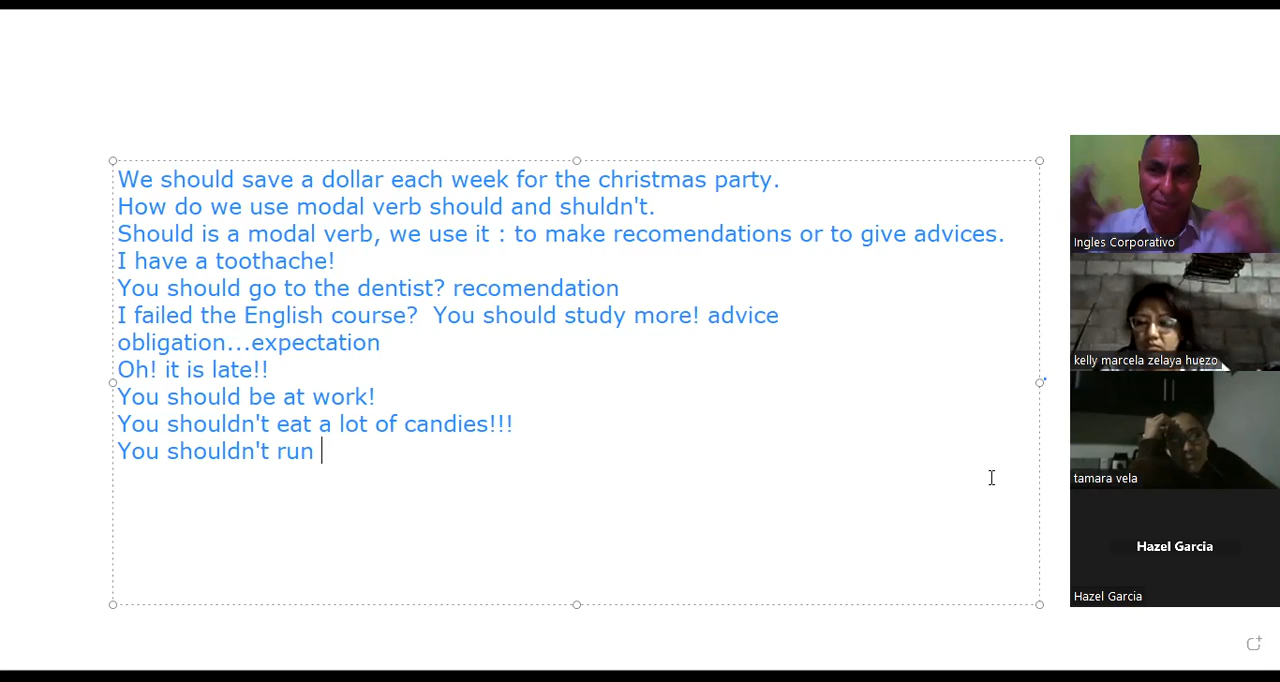 We should save a dollar each week for the christmas party.
How do we use modal verb should and shuldn't.
Should is a modal verb, we use it : to make recomendations or to give advices.
I have a toothache!
You should go to the dentist? recomendation
I failed the English course?  You should study more! advice
obligation...expectation
Oh! it is late!!
You should be at work!
You shouldn't eat a lot of candies!!!
You shouldn't run
Ingles Corporativo
kelly marcela zelaya huezo
tamara vela
Hazel Garcia
Hazel Garcia